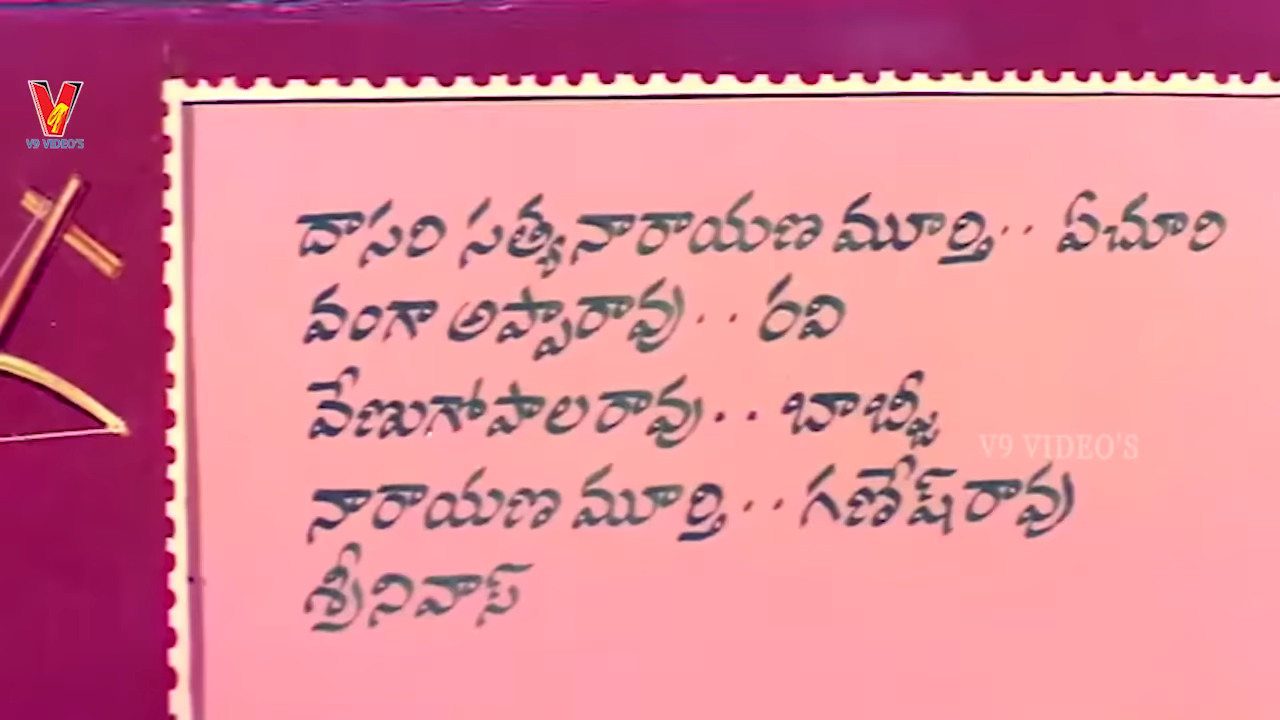 V9 VIDEO'S
దాసరి సత్యనారాయణ మూర్తి.. ఏచూరి
వంగా అప్పారావు.. రవి
వేణుగోపాలరావు.. బాబ్జీ
V9 VIDEO'S
నారాయణ మూర్తి.. గణేష్ రావు
శ్రీనివాస్